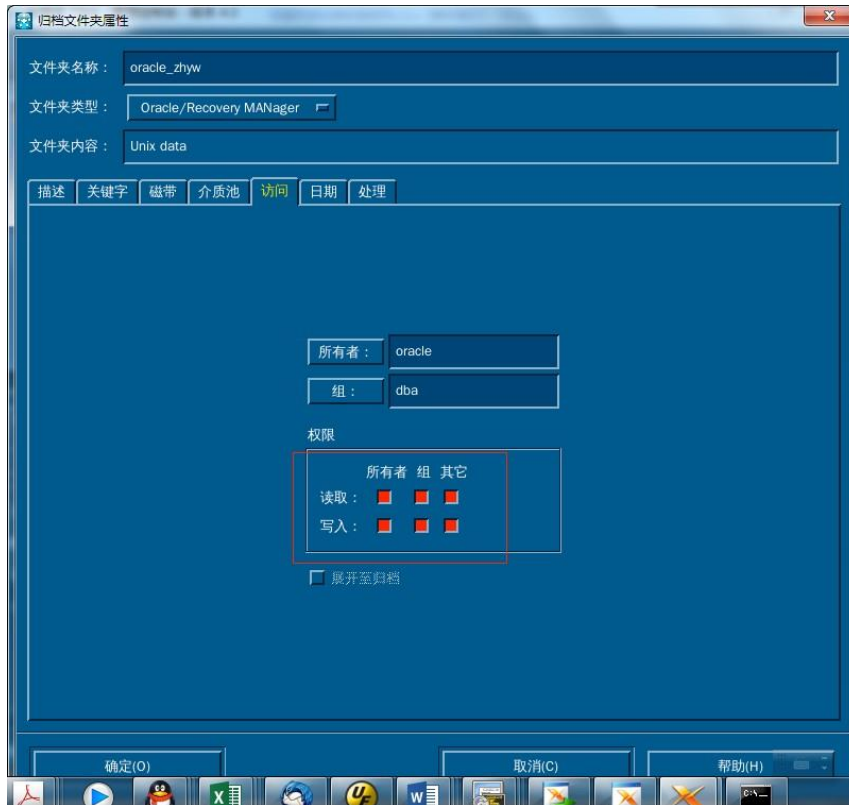 归档文件夹属性
文件夹名称： oracle_zhyw
文件夹类型： Oracle/Recovery MANager
文件夹内容： Unix data
描述 关键字 磁带 介质池 访问 日期 处理
所有者： oracle
组： dba
权限
所有者 组 其它
读取：
写入：
展开至归档
确定(O) 取消(C) 帮助(H)